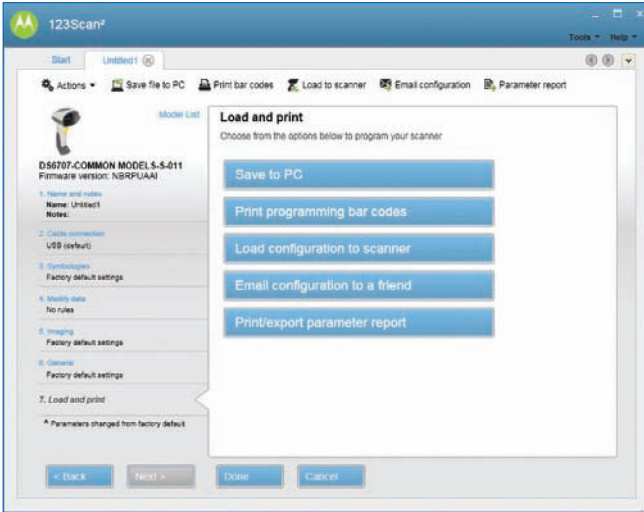 123Scan²
Tools Help
Start Untitled1
Actions Save file to PC Print bar codes Load to scanner Email configuration Parameter report
Model List
DS6707-COMMON MODELS-S-011
Firmware version: NBRPUAAI
1. Name and notes
Name: Untitled1
Notes:
2. Cable connection
USB (default)
3. Symbologies
Factory default settings
4. Modify data
No rules
5. Imaging
Factory default settings
6. General
Factory default settings
7. Load and print
^ Parameters changed from factory default
Load and print
Choose from the options below to program your scanner
Save to PC
Print programming bar codes
Load configuration to scanner
Email configuration to a friend
Print/export parameter report
< Back Next > Done Cancel